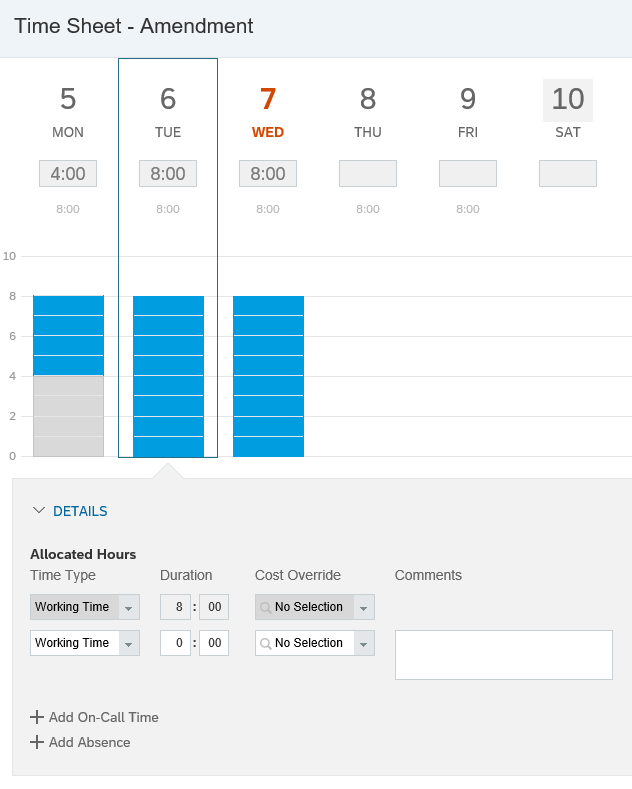 Time Sheet - Amendment
5 6 7 8 9 10
MON TUE WED THU FRI SAT
4:00 8:00 8:00
8:00 8:00 8:00 8:00 8:00
10
8
6
4
2
0
DETAILS
Allocated Hours
Time Type Duration Cost Override Comments
Working Time 8 : 00 No Selection
Working Time 0 : 00 No Selection
Add On-Call Time
Add Absence